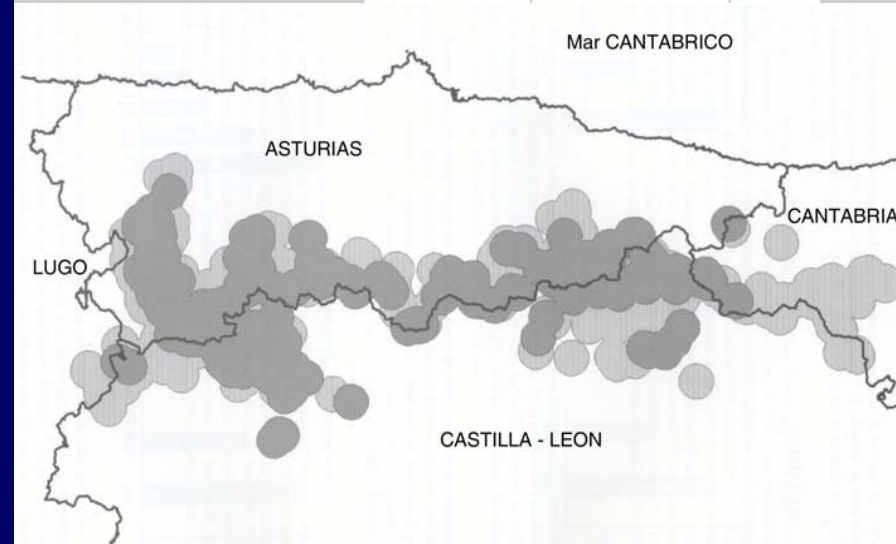 Mar CANTABRICO
ASTURIAS
CANTABRIA
LUGO
CASTILLA - LEON